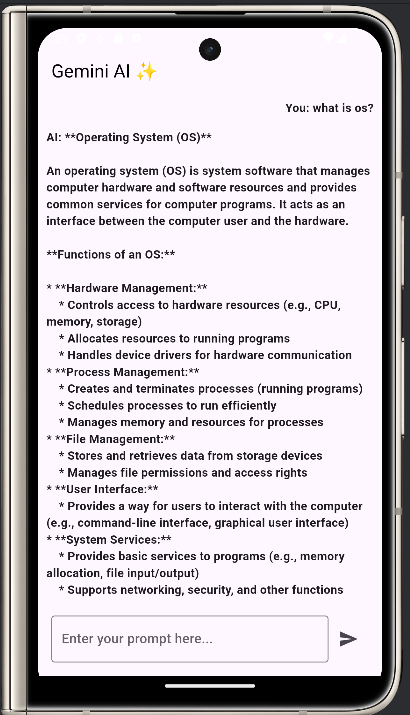 Gemini AI ✨
You: what is os?
AI: **Operating System (OS)**
An operating system (OS) is system software that manages
computer hardware and software resources and provides
common services for computer programs. It acts as an
interface between the computer user and the hardware.
**Functions of an OS:**
* **Hardware Management:**
* Controls access to hardware resources (e.g., CPU,
memory, storage)
* Allocates resources to running programs
* Handles device drivers for hardware communication
* **Process Management:**
* Creates and terminates processes (running programs)
* Schedules processes to run efficiently
* Manages memory and resources for processes
* **File Management:**
* Stores and retrieves data from storage devices
* Manages file permissions and access rights
* **User Interface:**
* Provides a way for users to interact with the computer
(e.g., command-line interface, graphical user interface)
* **System Services:**
* Provides basic services to programs (e.g., memory
allocation, file input/output)
* Supports networking, security, and other functions
Enter your prompt here...